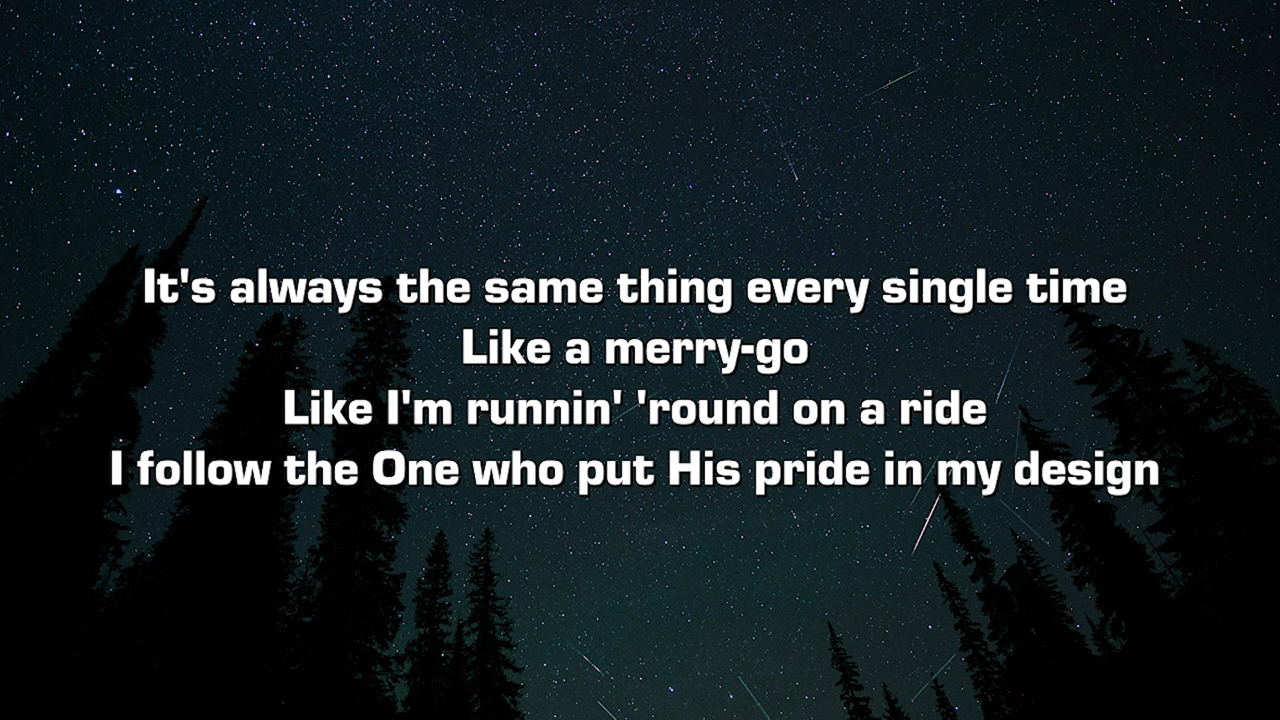 It's always the same thing every single time
Like a merry-go
Like I'm runnin' 'round on a ride
I follow the One who put His pride in my design